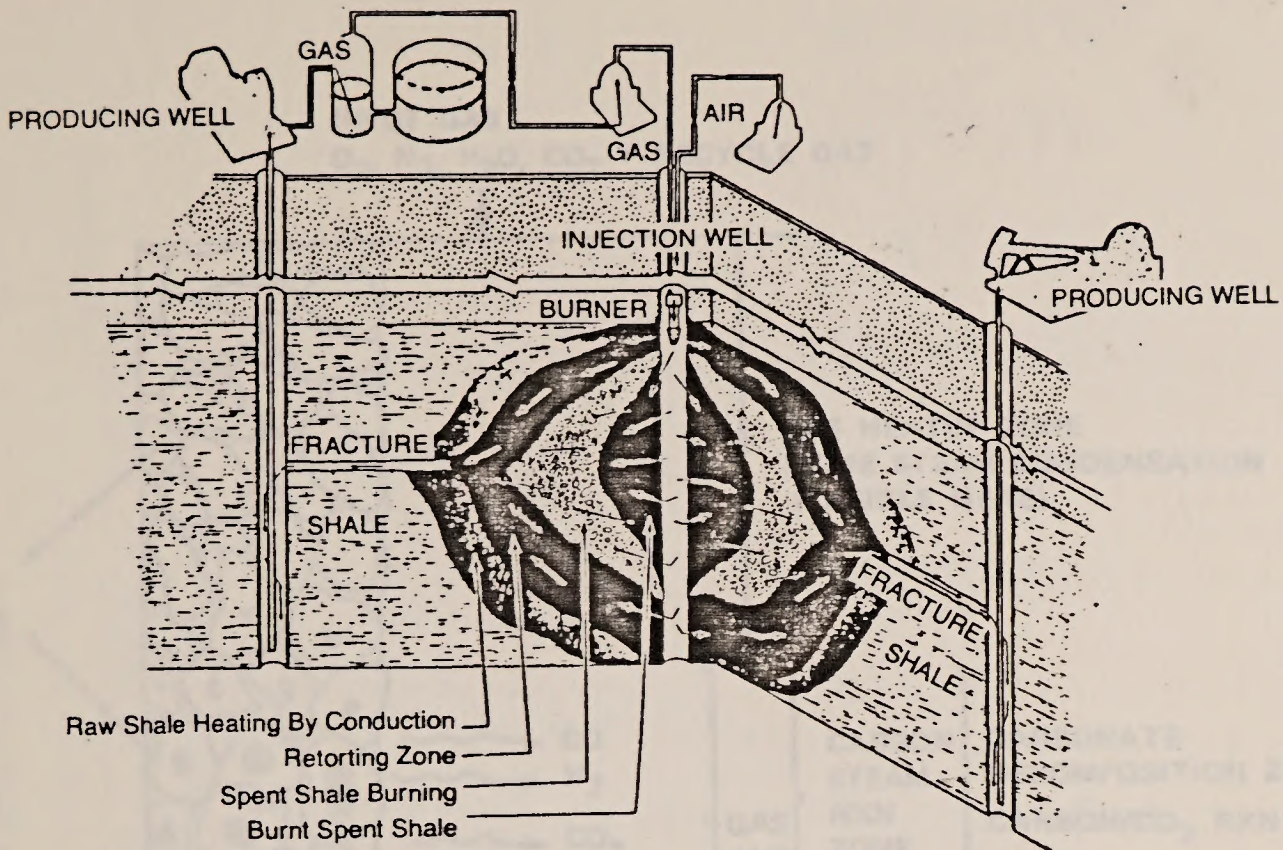 GAS
PRODUCING WELL
AIR
GAS
INJECTION WELL
PRODUCING WELL
BURNER
FRACTURE
SHALE
FRACTURE
SHALE
Raw Shale Heating By Conduction
Retorting Zone
Spent Shale Burning
Burnt Spent Shale